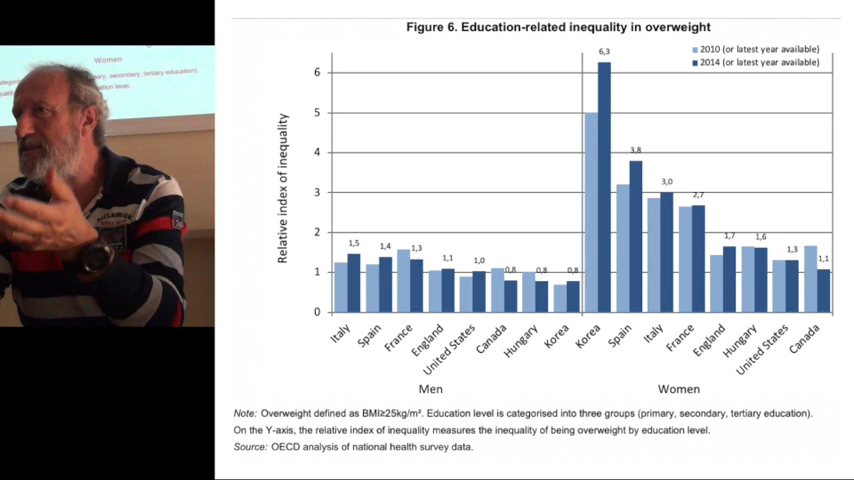 Women
ary, secondary, tertiary education).
ation level.
Figure 6. Education-related inequality in overweight
2010 (or latest year available)
2014 (or latest year available)
Relative index of inequality
6
5
4
3
2
1
0
1,5
1,4
1,3
1,1
1,0
0,8
0,8
0,8
6,3
3,8
3,0
2,7
1,7
1,6
1,3
1,1
Italy
Spain
France
England
United States
Canada
Hungary
Korea
Korea
Spain
Italy
France
England
Hungary
United States
Canada
Men
Women
Note: Overweight defined as BMI≥25kg/m². Education level is categorised into three groups (primary, secondary, tertiary education).
On the Y-axis, the relative index of inequality measures the inequality of being overweight by education level.
Source: OECD analysis of national health survey data.